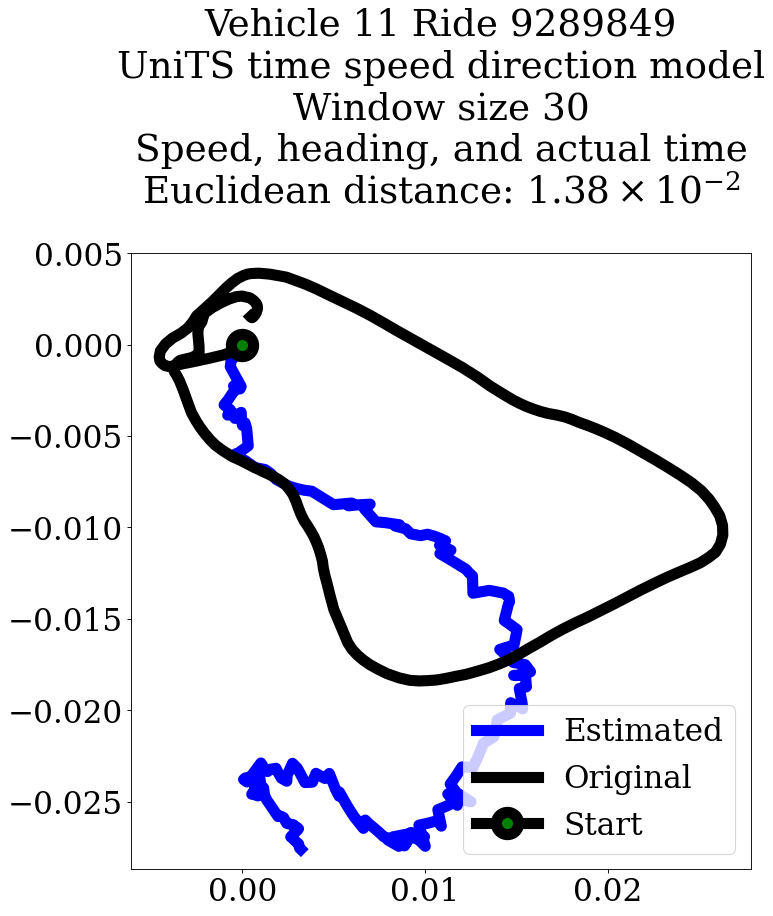 Vehicle 11 Ride 9289849
UniTS time speed direction model
Window size 30
Speed, heading, and actual time
Euclidean distance: 1.38 × 10⁻²
0.005
0.000
−0.005
−0.010
−0.015
−0.020
−0.025
Estimated
Original
Start
0.00 0.01 0.02